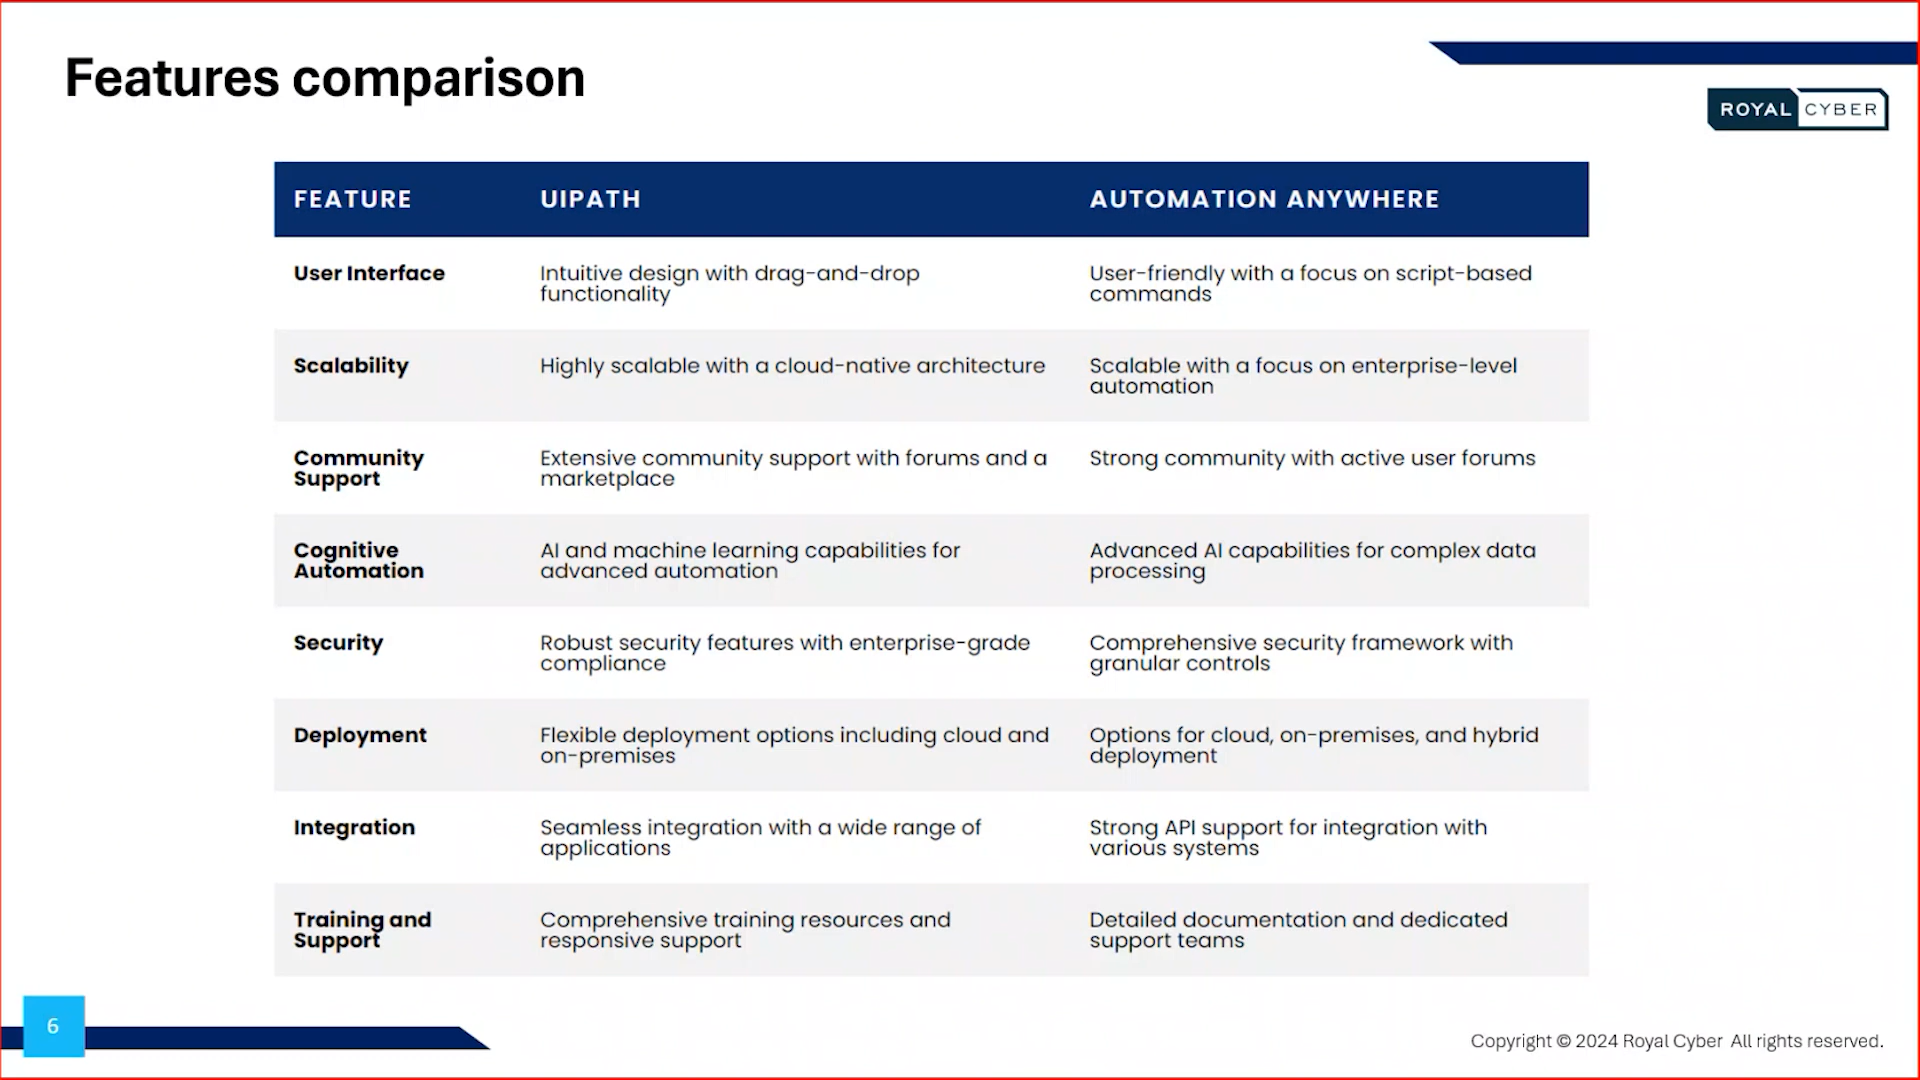 Features comparison
ROYAL CYBER
FEATURE UIPATH AUTOMATION ANYWHERE
User Interface
Intuitive design with drag-and-drop
functionality
User-friendly with a focus on script-based
commands
Scalability
Highly scalable with a cloud-native architecture
Scalable with a focus on enterprise-level
automation
Community
Support
Extensive community support with forums and a
marketplace
Strong community with active user forums
Cognitive
Automation
AI and machine learning capabilities for
advanced automation
Advanced AI capabilities for complex data
processing
Security
Robust security features with enterprise-grade
compliance
Comprehensive security framework with
granular controls
Deployment
Flexible deployment options including cloud and
on-premises
Options for cloud, on-premises, and hybrid
deployment
Integration
Seamless integration with a wide range of
applications
Strong API support for integration with
various systems
Training and
Support
Comprehensive training resources and
responsive support
Detailed documentation and dedicated
support teams
6
Copyright © 2024 Royal Cyber All rights reserved.